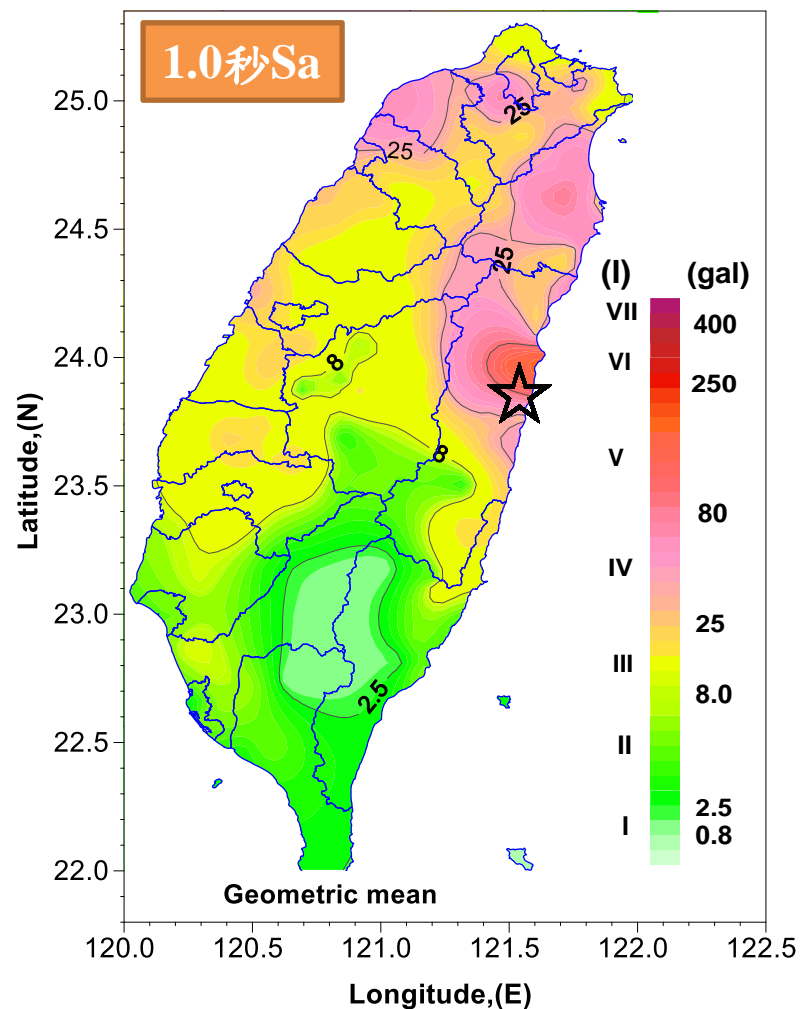 1.0秒Sa
25.0
24.5
24.0
23.5
23.0
22.5
22.0
Latitude,(N)
25
25
25
8
8
2.5
(I)
(gal)
VII
400
VI
250
V
80
IV
25
III
8.0
II
2.5
I
0.8
Geometric mean
120.0
120.5
121.0
121.5
122.0
122.5
Longitude,(E)